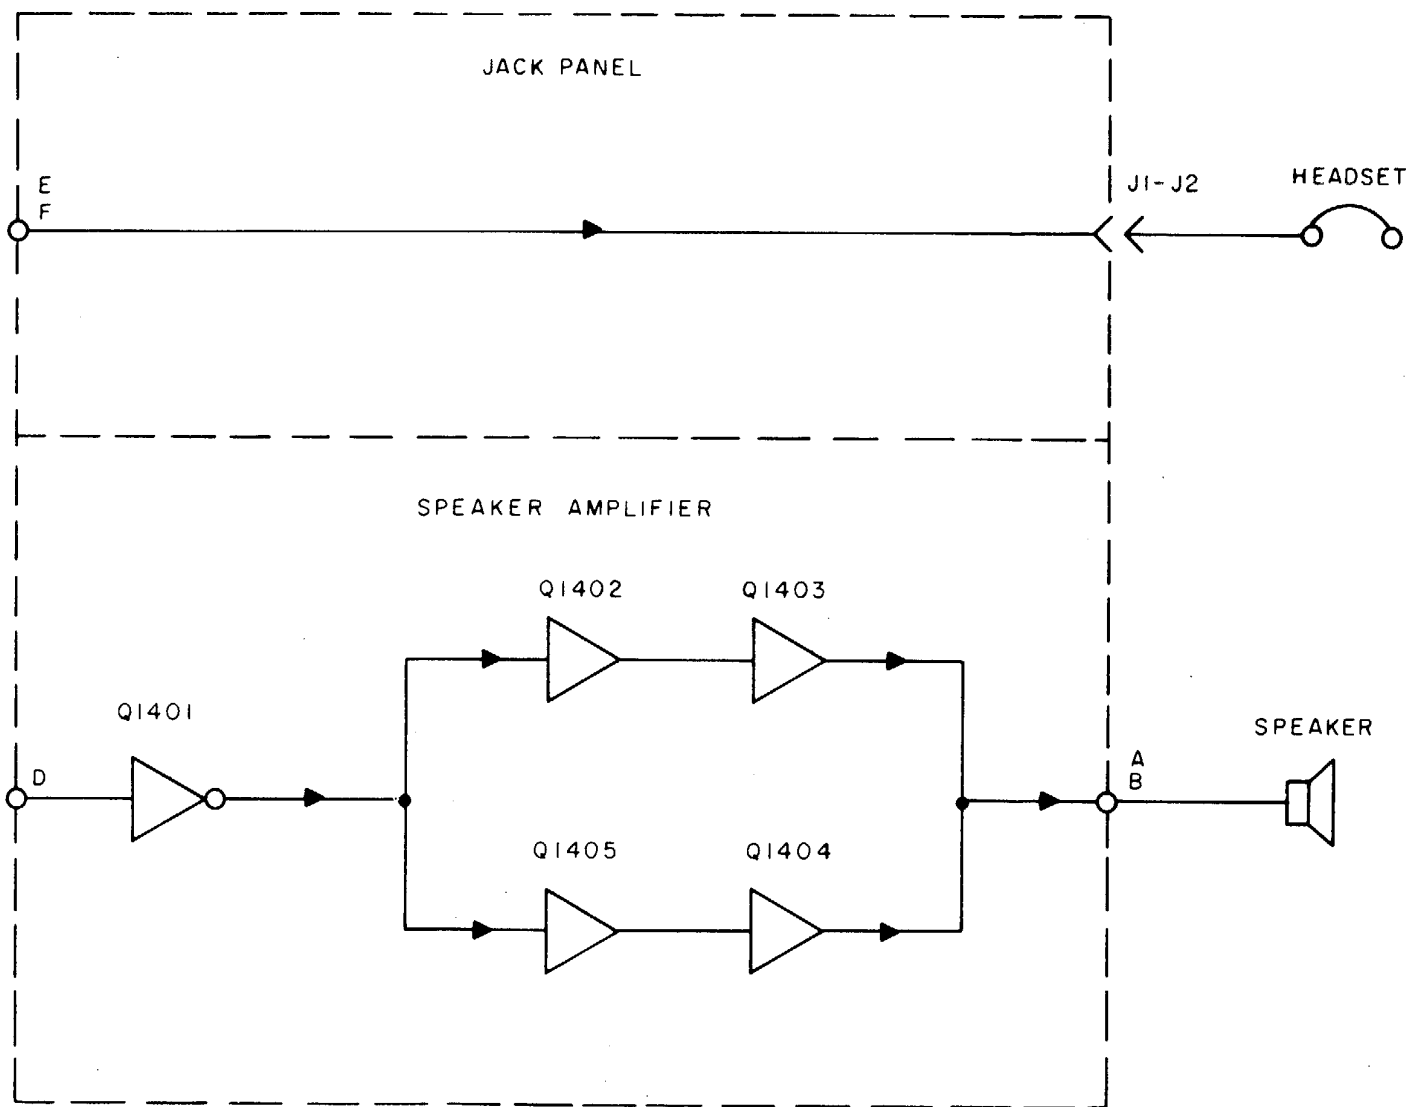 JACK PANEL
E
F
J1-J2
HEADSET
SPEAKER AMPLIFIER
Q1402
Q1403
Q1401
D
SPEAKER
A
B
Q1405
Q1404